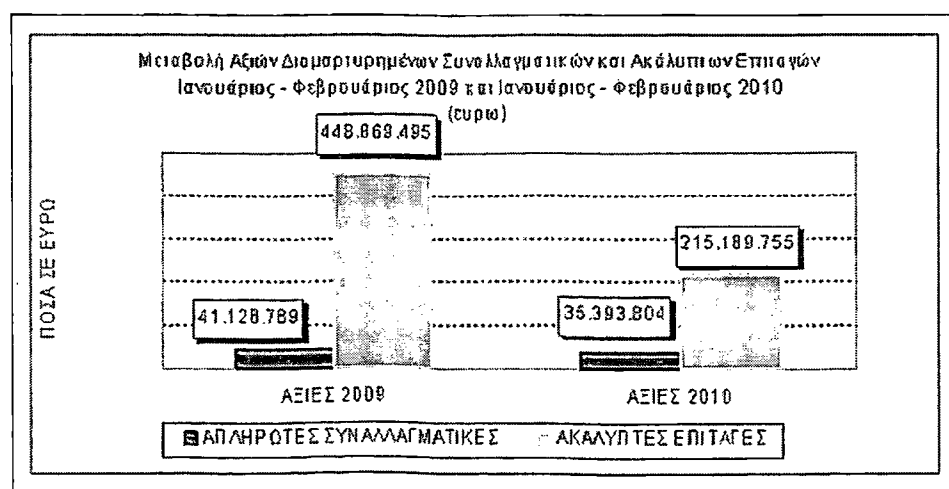 Μεταβολή Αξιών Διαμαρτυρημένων Συναλλαγματικών και Ακάλυπτων Επιταγών
Ιανουάριος - Φεβρουάριος 2009 και Ιανουάριος - Φεβρουάριος 2010
(ευρω)
448.869.495
215.189.755
41.128.789
35.393.804
ΠΟΣΑ ΣΕ ΕΥΡΩ
ΑΞΙΕΣ 2009 ΑΞΙΕΣ 2010
ΑΠΛΗΡΩΤΕΣ ΣΥΝΑΛΛΑΓΜΑΤΙΚΕΣ ΑΚΑΛΥΠΤΕΣ ΕΠΙΤΑΓΕΣ